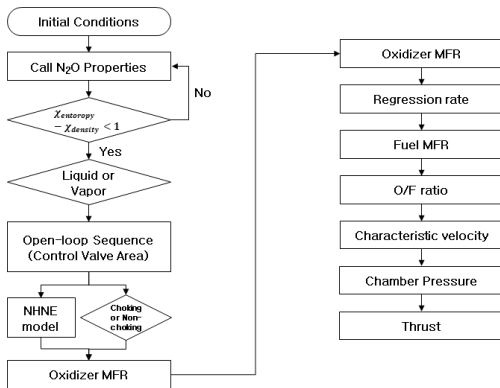 Initial Conditions
Call N₂O Properties
No
χentoropy
− χdensity < 1
Yes
Liquid or
Vapor
Open-loop Sequence
(Control Valve Area)
NHNE
model
Choking
or Non-
choking
Oxidizer MFR
Oxidizer MFR
Regression rate
Fuel MFR
O/F ratio
Characteristic velocity
Chamber Pressure
Thrust